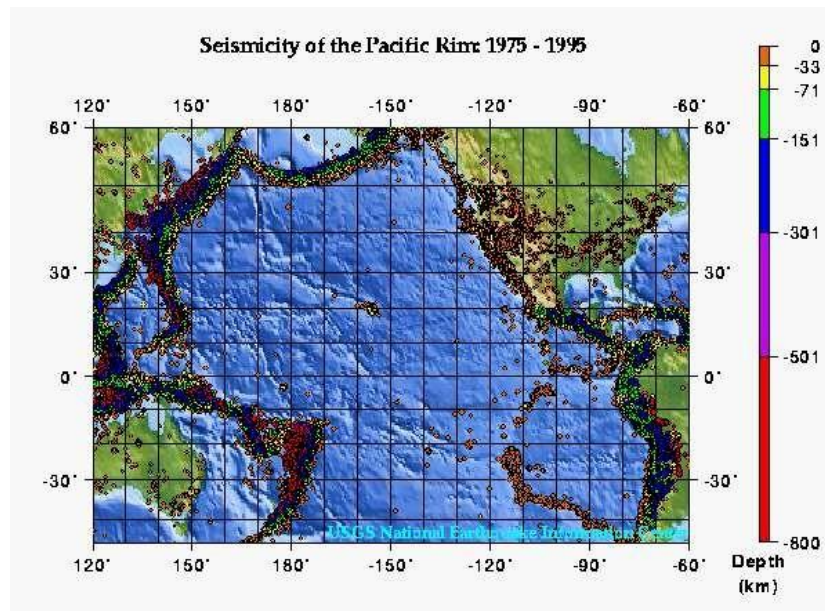 Seismicity of the Pacific Rim: 1975 - 1995
0
-33
-71
-151
-301
-501
-800
Depth
(km)
120˚ 150˚ 180˚ -150˚ -120˚ -90˚ -60˚
60˚ 60˚
30˚ 30˚
0˚ 0˚
-30˚ -30˚
USGS National Earthquake Information Center
120˚ 150˚ 180˚ -150˚ -120˚ -90˚ -60˚